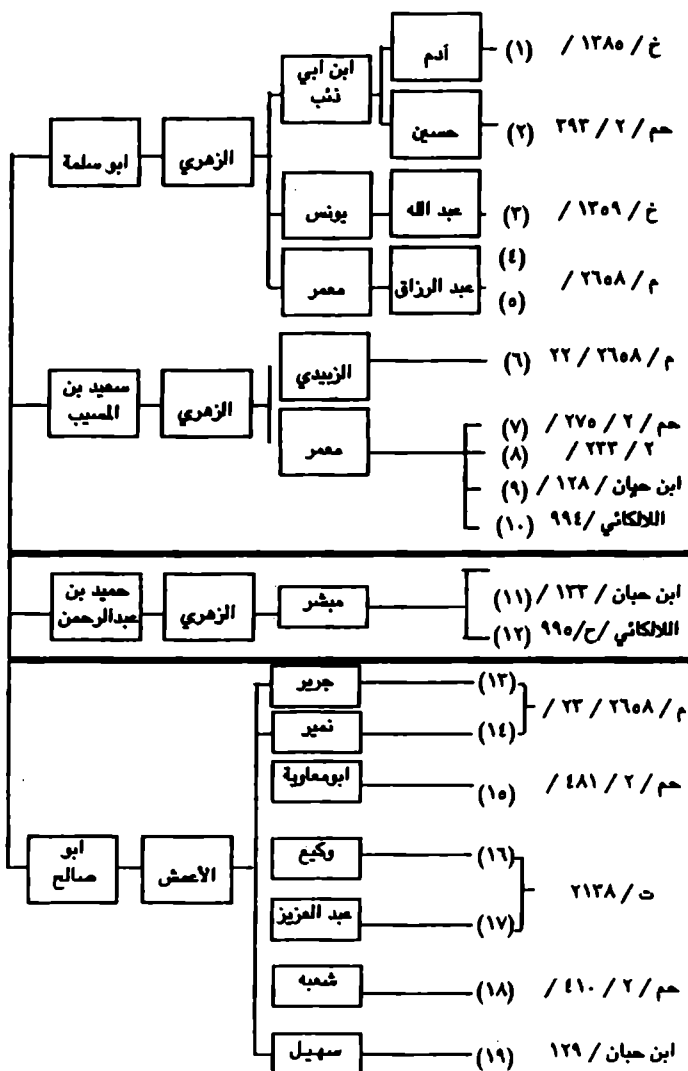 آدم (١) خ / ١٣٨٥ /
ابن أبي
ذئب
حسين (٢) حم / ٢ / ٣٩٣
ابو سلمة
الزهري
يونس
عبد الله (٣) خ / ١٣٥٩ /
(٤)
معمر
عبد الرزاق
(٥)
م / ٢٦٥٨ /
الزبيدي (٦) م / ٢٦٥٨ / ٢٢
سعيد بن
المسيب
الزهري
معمر
(٧) حم / ٢ / ٢٧٥ /
(٨) ٢ / ٢٣٣ /
(٩) ابن حبان / ١٢٨ /
(١٠) اللالكائي / ٩٩٤
حميد بن
عبدالرحمن
الزهري
مبشر
(١١) ابن حبان / ١٣٣ /
(١٢) اللالكائي /ح/ ٩٩٥
جرير (١٣)
نمير (١٤)
م / ٢٦٥٨ / ٢٣ /
ابومعاوية (١٥) حم / ٢ / ٤٨١ /
ابو
صالح
الأعمش
وكيع (١٦)
عبد العزيز (١٧)
ت / ٢١٣٨
شعبه (١٨) حم / ٢ / ٤١٠ /
سهيل (١٩) ابن حبان / ١٢٩